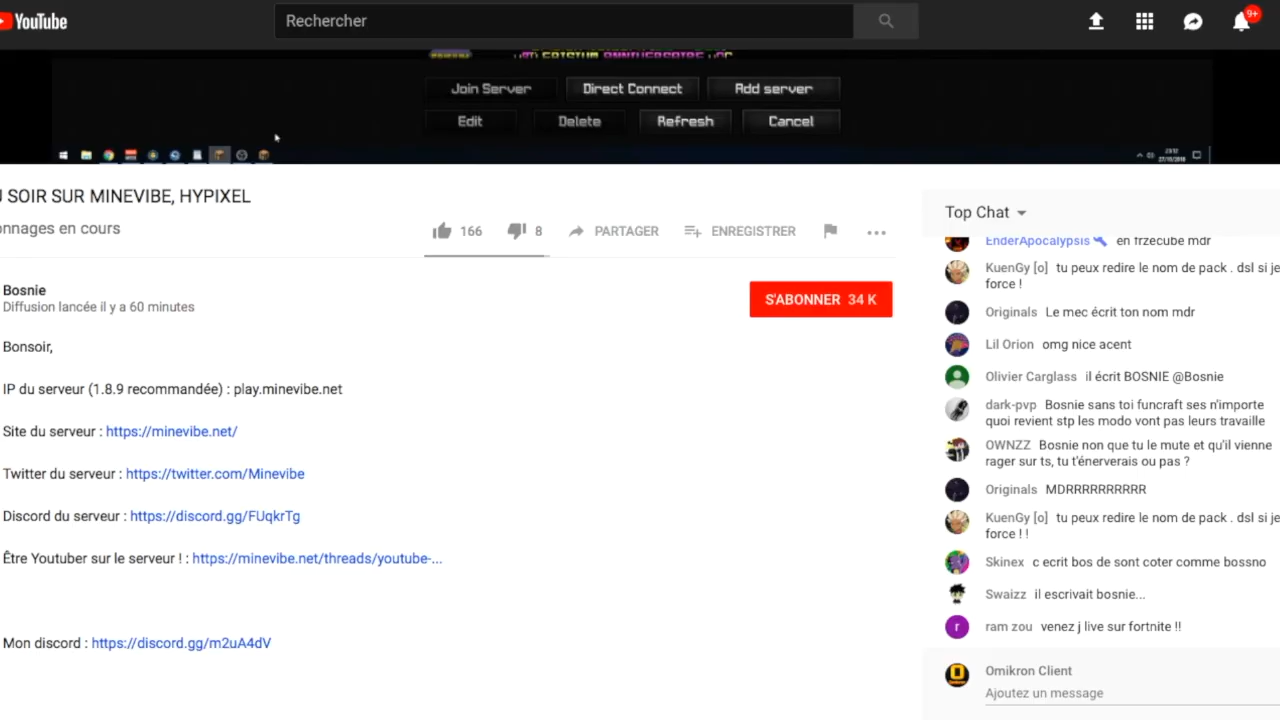 YouTube
Rechercher
9+
ANNIVERSAIRE
Join Server
Direct Connect
Add server
Edit
Delete
Refresh
Cancel
23:12
27/10/2018
SOIR SUR MINEVIBE, HYPIXEL
onnages en cours
166
8
PARTAGER
ENREGISTRER
Bosnie
Diffusion lancée il y a 60 minutes
S'ABONNER 34 K
Bonsoir,
IP du serveur (1.8.9 recommandée) : play.minevibe.net
Site du serveur : https://minevibe.net/
Twitter du serveur : https://twitter.com/Minevibe
Discord du serveur : https://discord.gg/FUqkrTg
Être Youtuber sur le serveur ! : https://minevibe.net/threads/youtube-...
Mon discord : https://discord.gg/m2uA4dV
Top Chat
EnderApocalypsis en frzecube mdr
KuenGy [o] tu peux redire le nom de pack . dsl si je
force !
Originals Le mec écrit ton nom mdr
Lil Orion omg nice acent
Olivier Carglass il écrit BOSNIE @Bosnie
dark-pvp Bosnie sans toi funcraft ses n'importe
quoi revient stp les modo vont pas leurs travaille
OWNZZ Bosnie non que tu le mute et qu'il vienne
rager sur ts, tu t'énerverais ou pas ?
Originals MDRRRRRRRRRR
KuenGy [o] tu peux redire le nom de pack . dsl si je
force ! !
Skinex c ecrit bos de sont coter comme bossno
Swaizz il escrivait bosnie...
r
ram zou venez j live sur fortnite !!
Omikron Client
Ajoutez un message